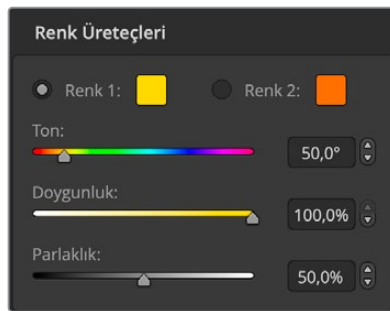 Renk Üreteçleri
Renk 1: Renk 2:
Ton:
50,0°
Doygunluk:
100,0%
Parlaklık:
50,0%